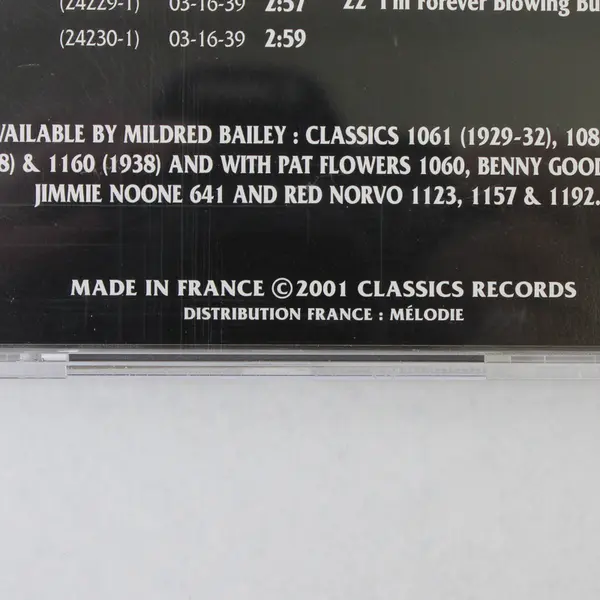 (24229-1) 03-16-39 2:57 22 I'm Forever Blowing Bu
(24230-1) 03-16-39 2:59
VAILABLE BY MILDRED BAILEY : CLASSICS 1061 (1929-32), 108
8) & 1160 (1938) AND WITH PAT FLOWERS 1060, BENNY GOOD
JIMMIE NOONE 641 AND RED NORVO 1123, 1157 & 1192.
MADE IN FRANCE ©2001 CLASSICS RECORDS
DISTRIBUTION FRANCE : MÉLODIE